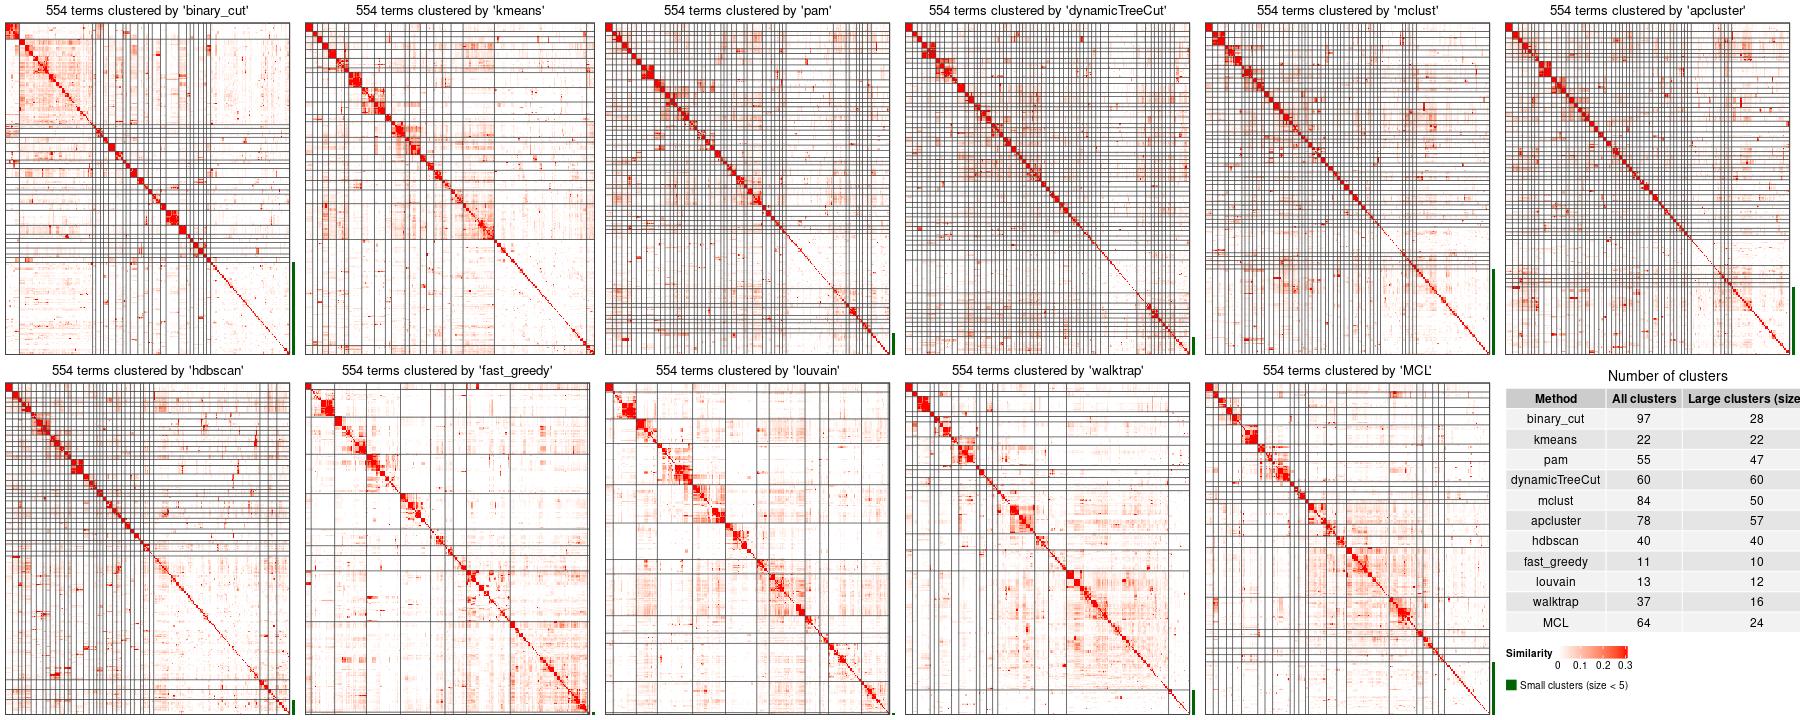 554 terms clustered by 'binary_cut'
554 terms clustered by 'kmeans'
554 terms clustered by 'pam'
554 terms clustered by 'dynamicTreeCut'
554 terms clustered by 'mclust'
554 terms clustered by 'apcluster'
554 terms clustered by 'hdbscan'
554 terms clustered by 'fast_greedy'
554 terms clustered by 'louvain'
554 terms clustered by 'walktrap'
554 terms clustered by 'MCL'
Number of clusters
Method All clusters Large clusters (size
binary_cut 97 28
kmeans 22 22
pam 55 47
dynamicTreeCut 60 60
mclust 84 50
apcluster 78 57
hdbscan 40 40
fast_greedy 11 10
louvain 13 12
walktrap 37 16
MCL 64 24
Similarity
0 0.1 0.2 0.3
Small clusters (size < 5)